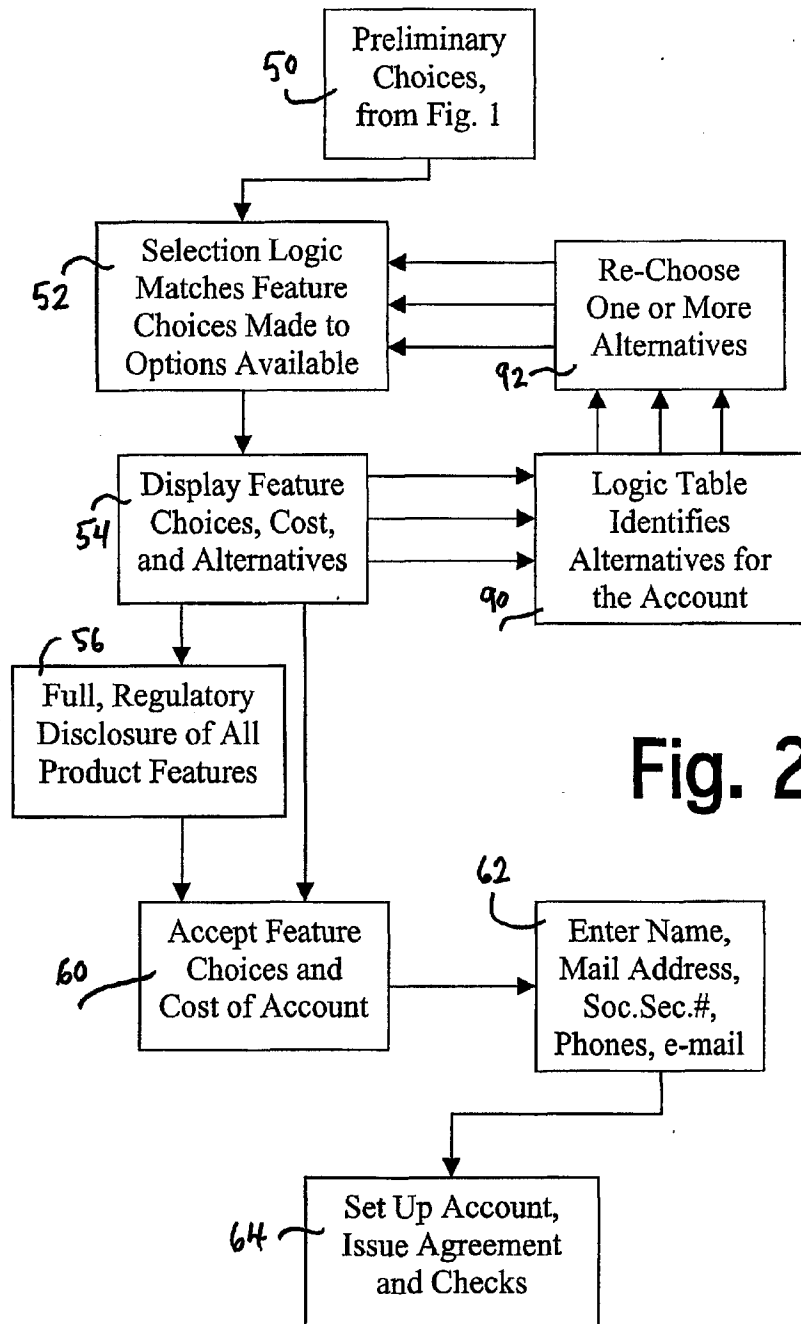 50
Preliminary
Choices,
from Fig. 1
52
Selection Logic
Matches Feature
Choices Made to
Options Available
Re-Choose
One or More
Alternatives
92
54
Display Feature
Choices, Cost,
and Alternatives
Logic Table
Identifies
Alternatives for
the Account
90
56
Full, Regulatory
Disclosure of All
Product Features
Fig. 2
60
Accept Feature
Choices and
Cost of Account
62
Enter Name,
Mail Address,
Soc.Sec.#,
Phones, e-mail
64
Set Up Account,
Issue Agreement
and Checks